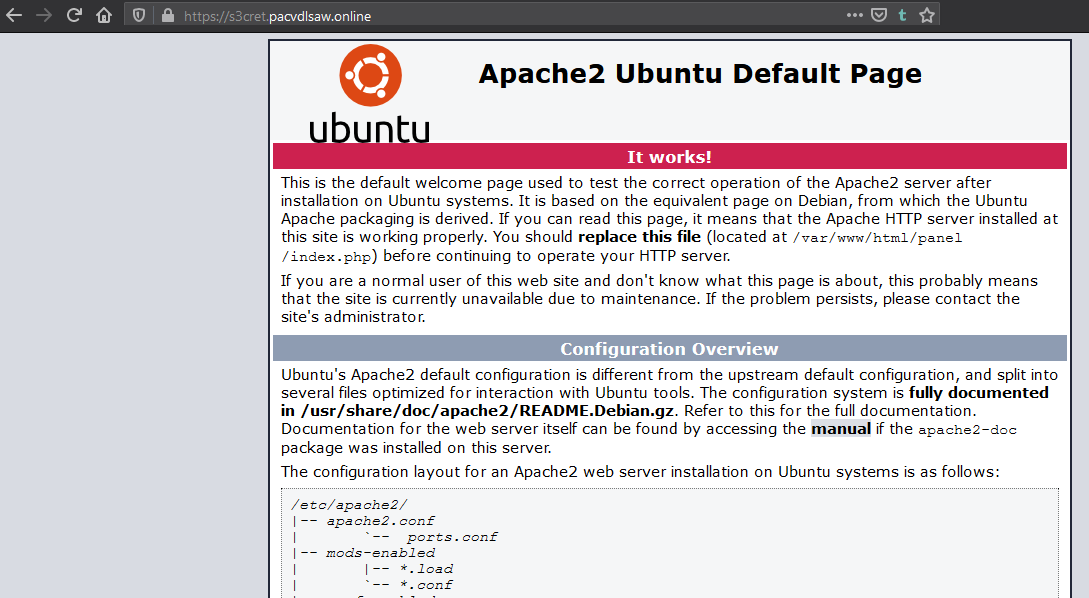 https://s3cret.pacvdlsaw.online
t
Apache2 Ubuntu Default Page
ubuntu
It works!
This is the default welcome page used to test the correct operation of the Apache2 server after
installation on Ubuntu systems. It is based on the equivalent page on Debian, from which the Ubuntu
Apache packaging is derived. If you can read this page, it means that the Apache HTTP server installed at
this site is working properly. You should replace this file (located at /var/www/html/panel
/index.php) before continuing to operate your HTTP server.
If you are a normal user of this web site and don't know what this page is about, this probably means
that the site is currently unavailable due to maintenance. If the problem persists, please contact the
site's administrator.
Configuration Overview
Ubuntu's Apache2 default configuration is different from the upstream default configuration, and split into
several files optimized for interaction with Ubuntu tools. The configuration system is fully documented
in /usr/share/doc/apache2/README.Debian.gz. Refer to this for the full documentation.
Documentation for the web server itself can be found by accessing the manual if the apache2-doc
package was installed on this server.
The configuration layout for an Apache2 web server installation on Ubuntu systems is as follows:
/etc/apache2/
|-- apache2.conf
|       `--  ports.conf
|-- mods-enabled
|       |-- *.load
|       `-- *.conf